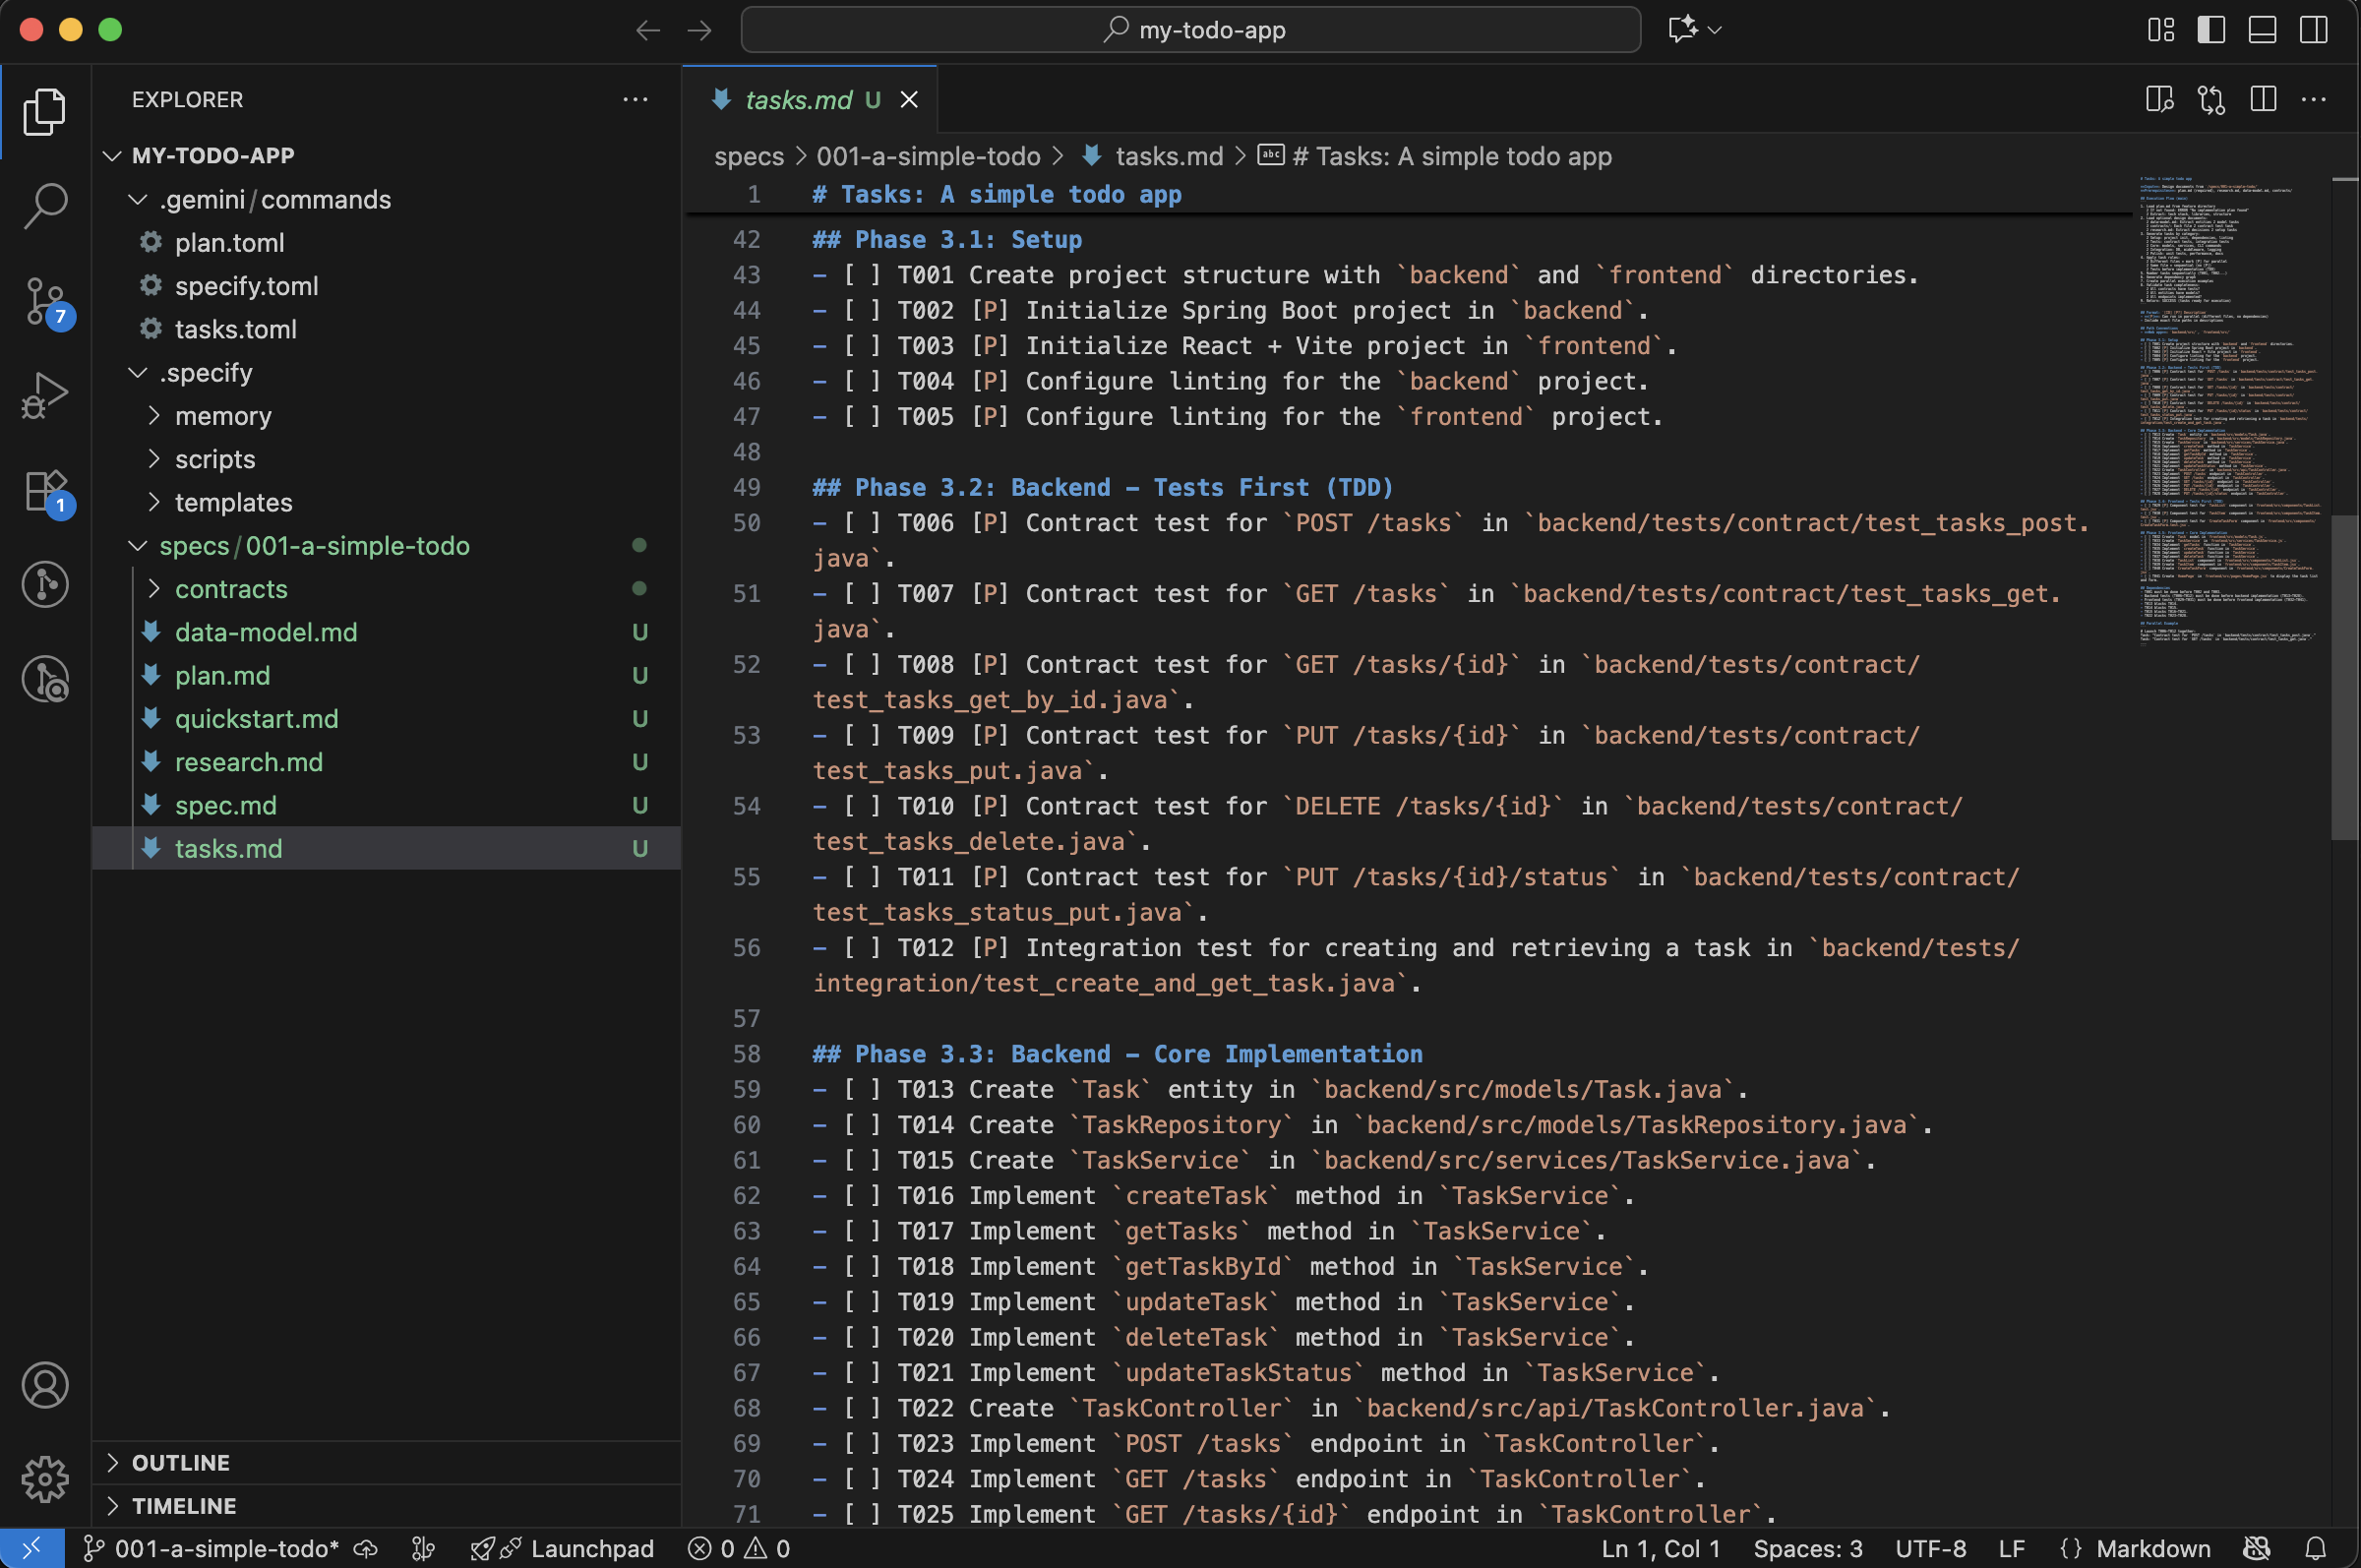 my-todo-app
EXPLORER
MY-TODO-APP
.gemini/commands
plan.toml
specify.toml
tasks.toml
.specify
memory
scripts
templates
specs/001-a-simple-todo
contracts
data-model.md U
plan.md U
quickstart.md U
research.md U
spec.md U
tasks.md U
OUTLINE
TIMELINE
7
1
tasks.md U
specs > 001-a-simple-todo > tasks.md > abc # Tasks: A simple todo app
1 # Tasks: A simple todo app
42 ## Phase 3.1: Setup
43 - [ ] T001 Create project structure with `backend` and `frontend` directories.
44 - [ ] T002 [P] Initialize Spring Boot project in `backend`.
45 - [ ] T003 [P] Initialize React + Vite project in `frontend`.
46 - [ ] T004 [P] Configure linting for the `backend` project.
47 - [ ] T005 [P] Configure linting for the `frontend` project.
48
49 ## Phase 3.2: Backend - Tests First (TDD)
50 - [ ] T006 [P] Contract test for `POST /tasks` in `backend/tests/contract/test_tasks_post.
java`.
51 - [ ] T007 [P] Contract test for `GET /tasks` in `backend/tests/contract/test_tasks_get.
java`.
52 - [ ] T008 [P] Contract test for `GET /tasks/{id}` in `backend/tests/contract/
test_tasks_get_by_id.java`.
53 - [ ] T009 [P] Contract test for `PUT /tasks/{id}` in `backend/tests/contract/
test_tasks_put.java`.
54 - [ ] T010 [P] Contract test for `DELETE /tasks/{id}` in `backend/tests/contract/
test_tasks_delete.java`.
55 - [ ] T011 [P] Contract test for `PUT /tasks/{id}/status` in `backend/tests/contract/
test_tasks_status_put.java`.
56 - [ ] T012 [P] Integration test for creating and retrieving a task in `backend/tests/
integration/test_create_and_get_task.java`.
57
58 ## Phase 3.3: Backend - Core Implementation
59 - [ ] T013 Create `Task` entity in `backend/src/models/Task.java`.
60 - [ ] T014 Create `TaskRepository` in `backend/src/models/TaskRepository.java`.
61 - [ ] T015 Create `TaskService` in `backend/src/services/TaskService.java`.
62 - [ ] T016 Implement `createTask` method in `TaskService`.
63 - [ ] T017 Implement `getTasks` method in `TaskService`.
64 - [ ] T018 Implement `getTaskById` method in `TaskService`.
65 - [ ] T019 Implement `updateTask` method in `TaskService`.
66 - [ ] T020 Implement `deleteTask` method in `TaskService`.
67 - [ ] T021 Implement `updateTaskStatus` method in `TaskService`.
68 - [ ] T022 Create `TaskController` in `backend/src/api/TaskController.java`.
69 - [ ] T023 Implement `POST /tasks` endpoint in `TaskController`.
70 - [ ] T024 Implement `GET /tasks` endpoint in `TaskController`.
71 - [ ] T025 Implement `GET /tasks/{id}` endpoint in `TaskController`.
001-a-simple-todo* Launchpad 0 0 Ln 1, Col 1 Spaces: 3 UTF-8 LF {} Markdown